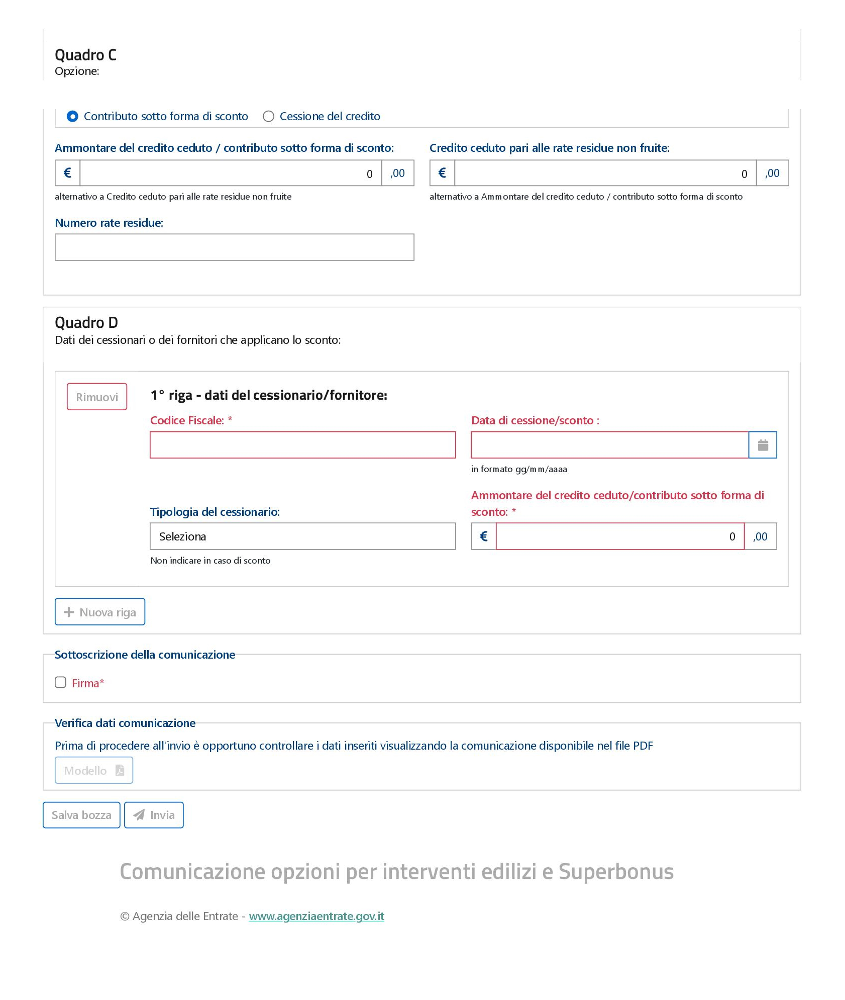 Quadro C
Opzione:
Contributo sotto forma di sconto Cessione del credito
Ammontare del credito ceduto / contributo sotto forma di sconto: Credito ceduto pari alle rate residue non fruite:
€ 0 ,00 € 0 ,00
alternativo a Credito ceduto pari alle rate residue non fruite alternativo a Ammontare del credito ceduto / contributo sotto forma di sconto
Numero rate residue:
Quadro D
Dati dei cessionari o dei fornitori che applicano lo sconto:
Rimuovi 1° riga - dati del cessionario/fornitore:
Codice Fiscale: * Data di cessione/sconto :
in formato gg/mm/aaaa
Ammontare del credito ceduto/contributo sotto forma di
Tipologia del cessionario: sconto: *
Seleziona € 0 ,00
Non indicare in caso di sconto
+ Nuova riga
Sottoscrizione della comunicazione
Firma*
Verifica dati comunicazione
Prima di procedere all'invio è opportuno controllare i dati inseriti visualizzando la comunicazione disponibile nel file PDF
Modello
Salva bozza Invia
Comunicazione opzioni per interventi edilizi e Superbonus
© Agenzia delle Entrate - www.agenziaentrate.gov.it